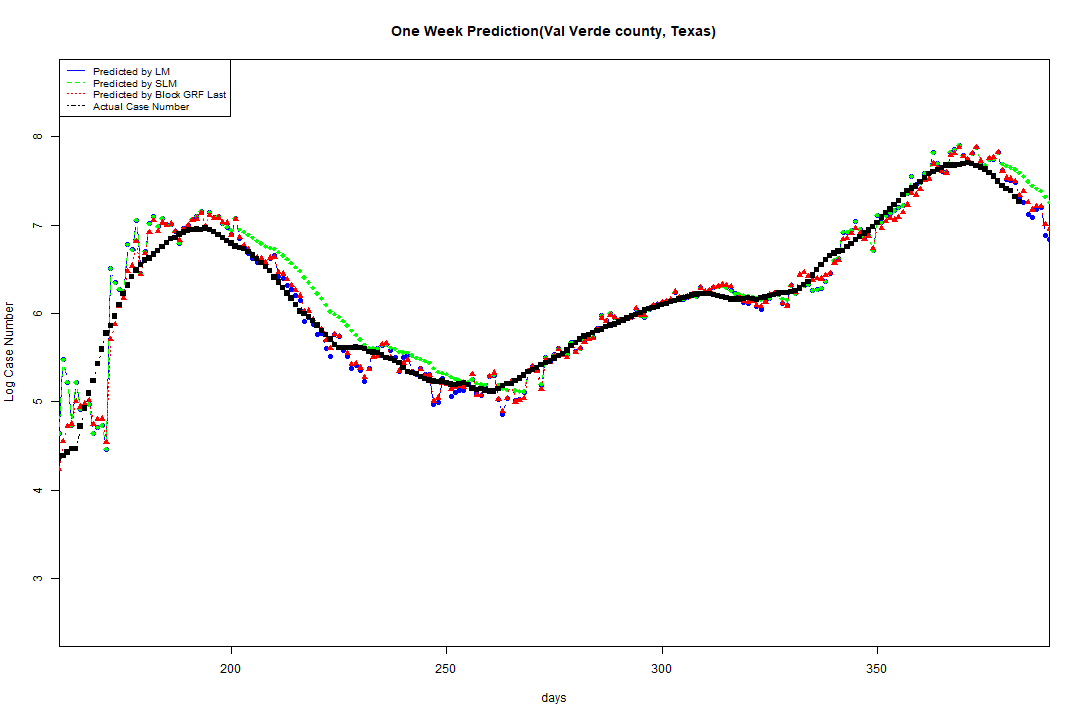 One Week Prediction(Val Verde county, Texas)
Predicted by LM
Predicted by SLM
Predicted by Block GRF Last
Actual Case Number
8
7
6
5
4
3
Log Case Number
200
250
300
350
days